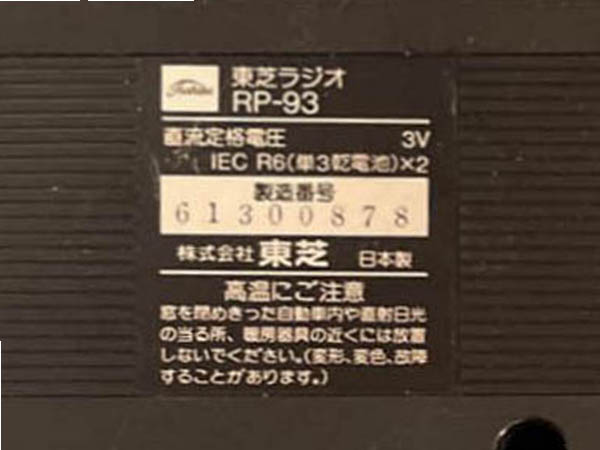 Toshiba
東芝ラジオ
RP-93
直流定格電圧 3V
IEC R6(単3乾電池)×2
製造番号
61300878
株式会社 東芝 日本製
高温にご注意
窓を閉めきった自動車内や直射日光
の当る所、暖房器具の近くには放置
しないでください。(変形、変色、故障
することがあります。)